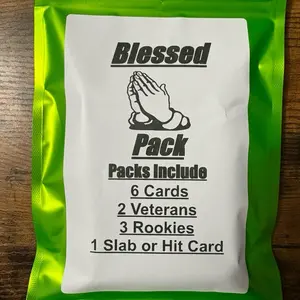 Blessed
Pack
Packs Include
6 Cards
2 Veterans
3 Rookies
1 Slab or Hit Card